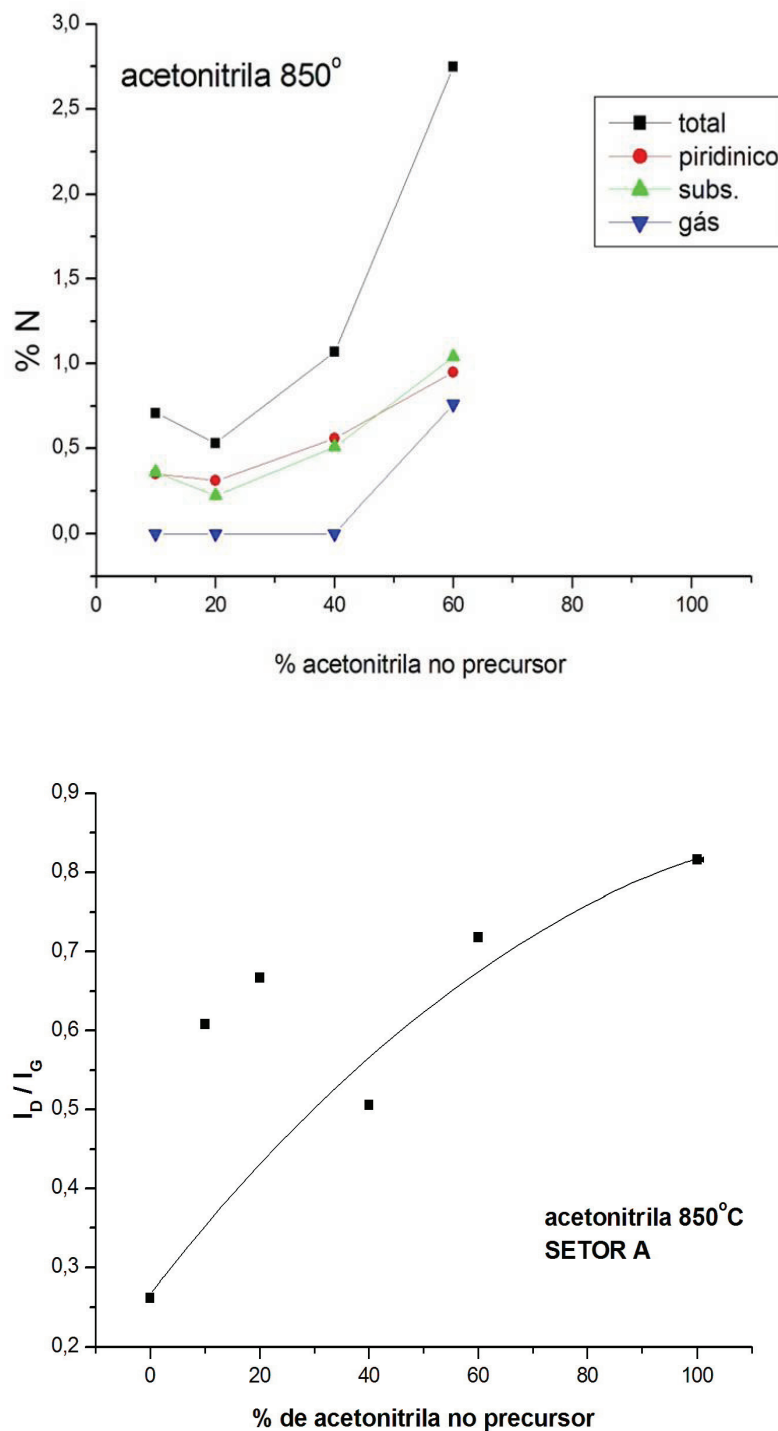 3,0
acetonitrila 850°
2,5
total
piridinico
subs.
gás
2,0
1,5
% N
1,0
0,5
0,0
0 20 40 60 80 100
% acetonitrila no precursor
0,9
0,8
0,7
0,6
I_D / I_G
0,5
0,4
acetonitrila 850°C
SETOR A
0,3
0,2
0 20 40 60 80 100
% de acetonitrila no precursor